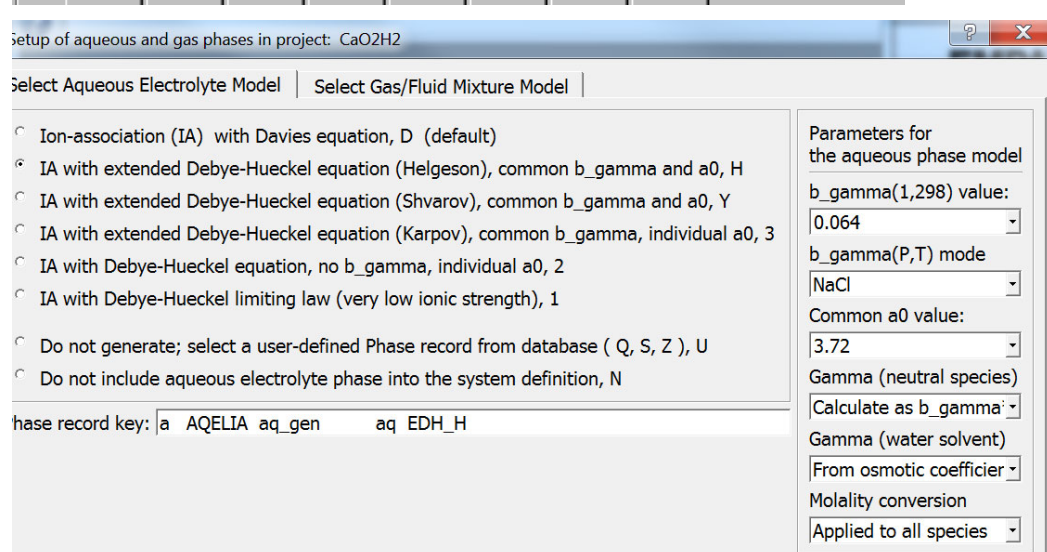 Setup of aqueous and gas phases in project: CaO2H2
Select Aqueous Electrolyte Model
Select Gas/Fluid Mixture Model
Ion-association (IA) with Davies equation, D (default)
IA with extended Debye-Hueckel equation (Helgeson), common b_gamma and a0, H
IA with extended Debye-Hueckel equation (Shvarov), common b_gamma and a0, Y
IA with extended Debye-Hueckel equation (Karpov), common b_gamma, individual a0, 3
IA with Debye-Hueckel equation, no b_gamma, individual a0, 2
IA with Debye-Hueckel limiting law (very low ionic strength), 1
Do not generate; select a user-defined Phase record from database ( Q, S, Z ), U
Do not include aqueous electrolyte phase into the system definition, N
Phase record key: a AQELIA aq_gen aq EDH_H
Parameters for
the aqueous phase model
b_gamma(1,298) value:
0.064
b_gamma(P,T) mode
NaCl
Common a0 value:
3.72
Gamma (neutral species)
Calculate as b_gamma*
Gamma (water solvent)
From osmotic coefficier
Molality conversion
Applied to all species